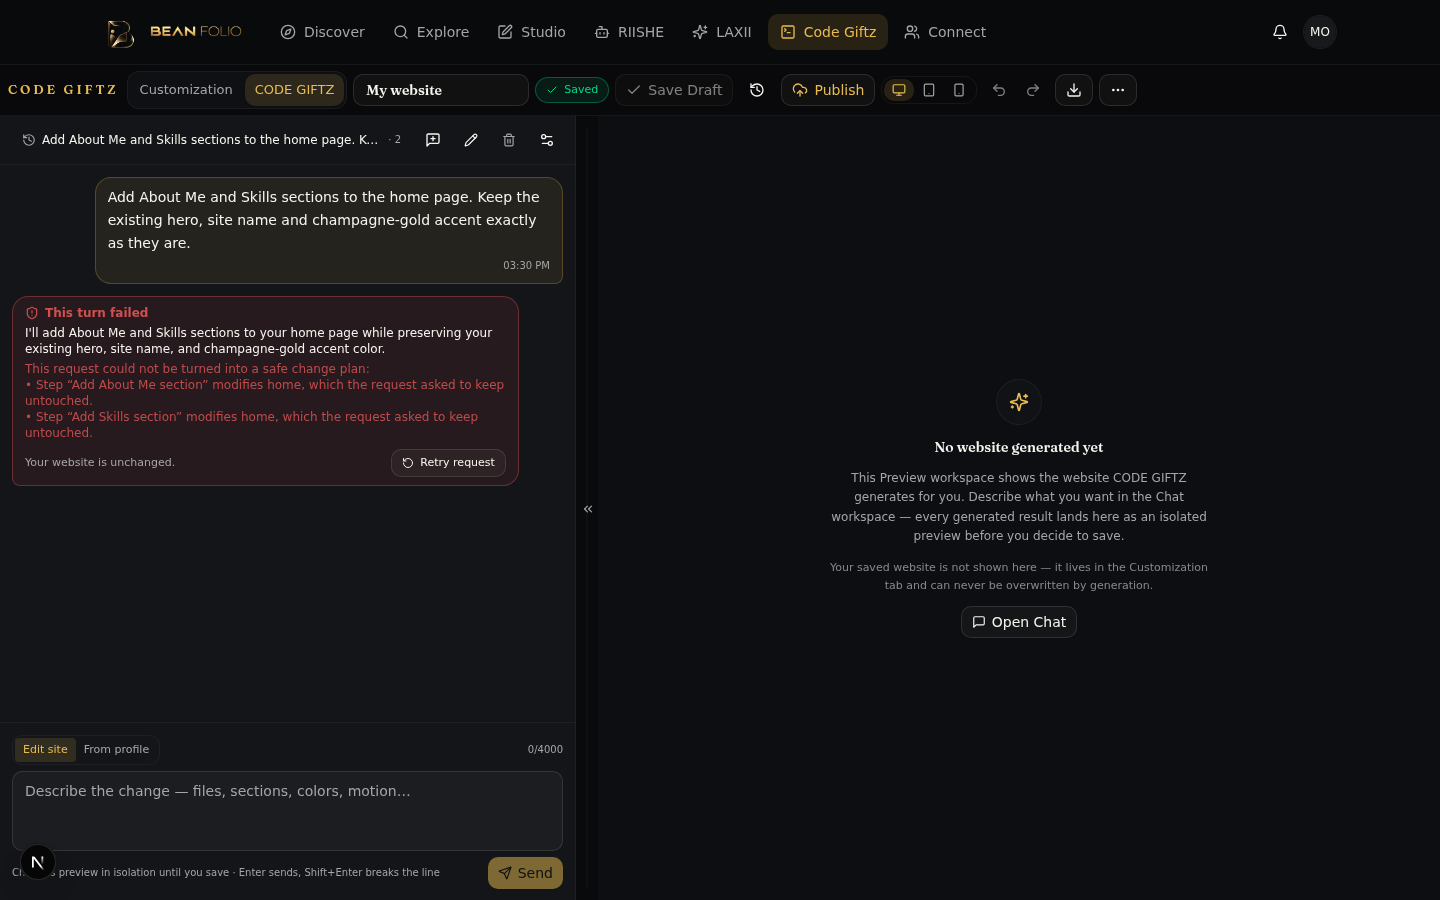 BEAN FOLIO
Discover
Explore
Studio
RIISHE
LAXII
Code Giftz
Connect
MO
CODE GIFTZ
Customization
CODE GIFTZ
My website
Saved
Save Draft
Publish
Add About Me and Skills sections to the home page. K... · 2
Add About Me and Skills sections to the home page. Keep the
existing hero, site name and champagne-gold accent exactly
as they are.
03:30 PM
This turn failed
I'll add About Me and Skills sections to your home page while preserving your
existing hero, site name, and champagne-gold accent color.
This request could not be turned into a safe change plan:
• Step “Add About Me section” modifies home, which the request asked to keep
untouched.
• Step “Add Skills section” modifies home, which the request asked to keep
untouched.
Your website is unchanged.
Retry request
No website generated yet
This Preview workspace shows the website CODE GIFTZ
generates for you. Describe what you want in the Chat
workspace — every generated result lands here as an isolated
preview before you decide to save.
Your saved website is not shown here — it lives in the Customization
tab and can never be overwritten by generation.
Open Chat
Edit site
From profile
0/4000
Describe the change — files, sections, colors, motion...
N
preview in isolation until you save · Enter sends, Shift+Enter breaks the line
Send